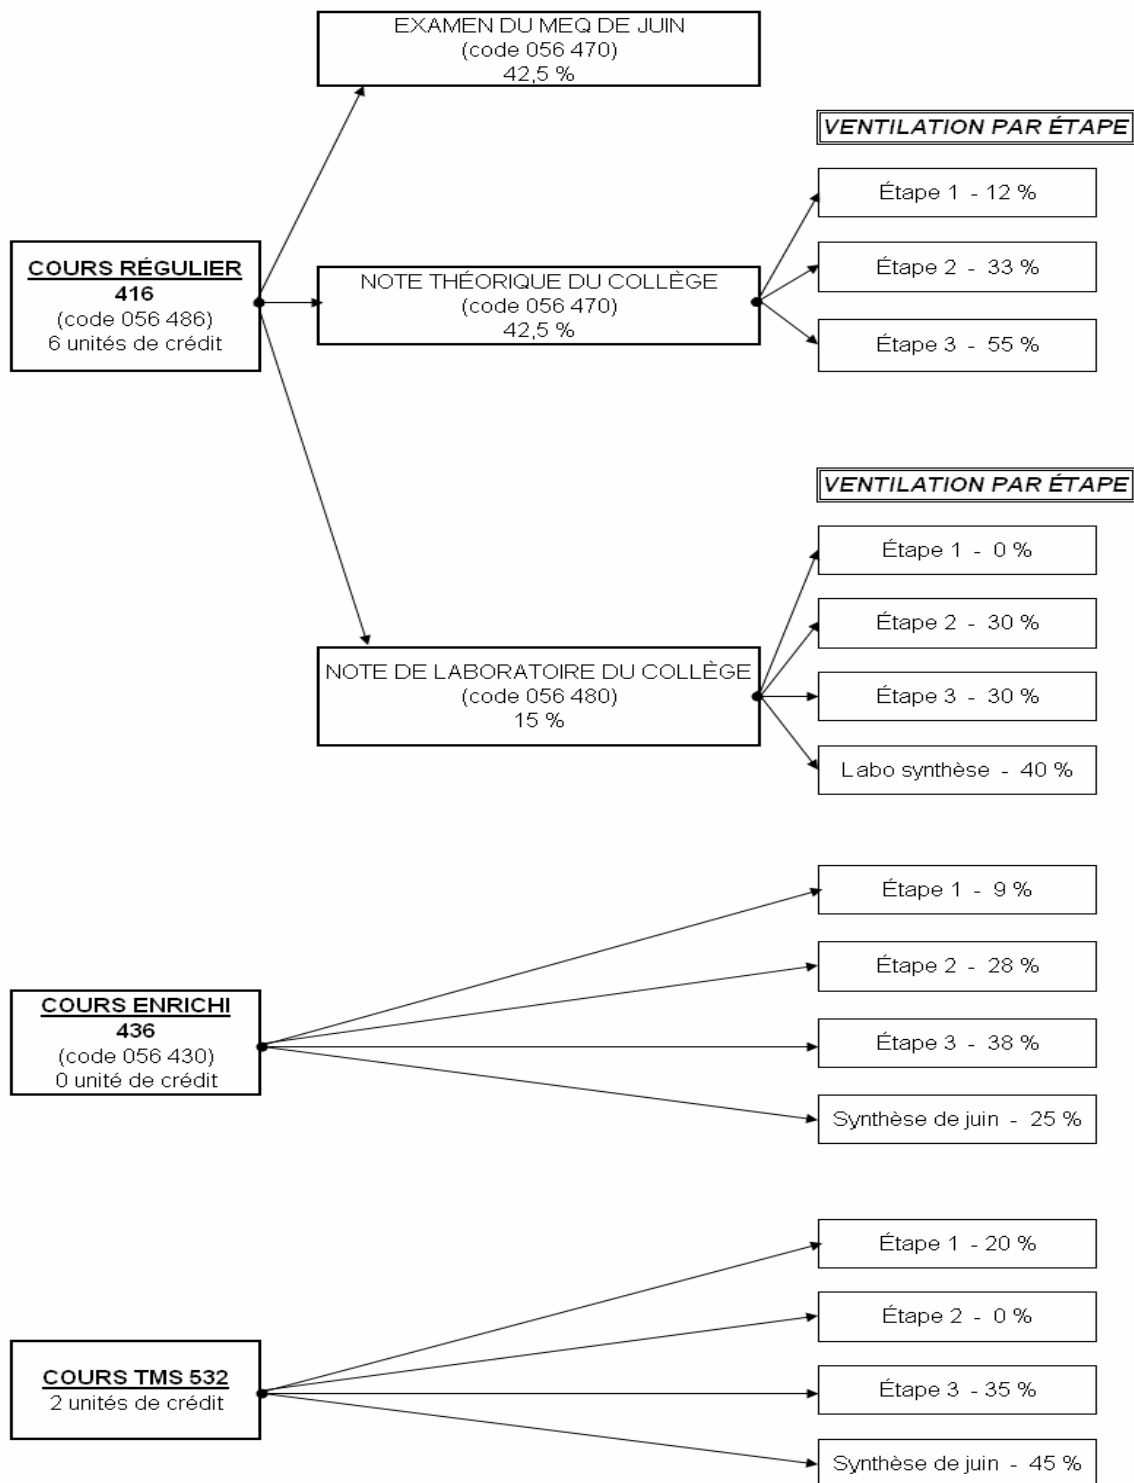 EXAMEN DU MEQ DE JUIN
(code 056 470)
42,5 %
VENTILATION PAR ÉTAPE
Étape 1 - 12 %
COURS RÉGULIER
416
(code 056 486)
6 unités de crédit
NOTE THÉORIQUE DU COLLÈGE
(code 056 470)
42,5 %
Étape 2 - 33 %
Étape 3 - 55 %
VENTILATION PAR ÉTAPE
Étape 1 - 0 %
Étape 2 - 30 %
NOTE DE LABORATOIRE DU COLLÈGE
(code 056 480)
15 %
Étape 3 - 30 %
Labo synthèse - 40 %
COURS ENRICHI
436
(code 056 430)
0 unité de crédit
Étape 1 - 9 %
Étape 2 - 28 %
Étape 3 - 38 %
Synthèse de juin - 25 %
COURS TMS 532
2 unités de crédit
Étape 1 - 20 %
Étape 2 - 0 %
Étape 3 - 35 %
Synthèse de juin - 45 %